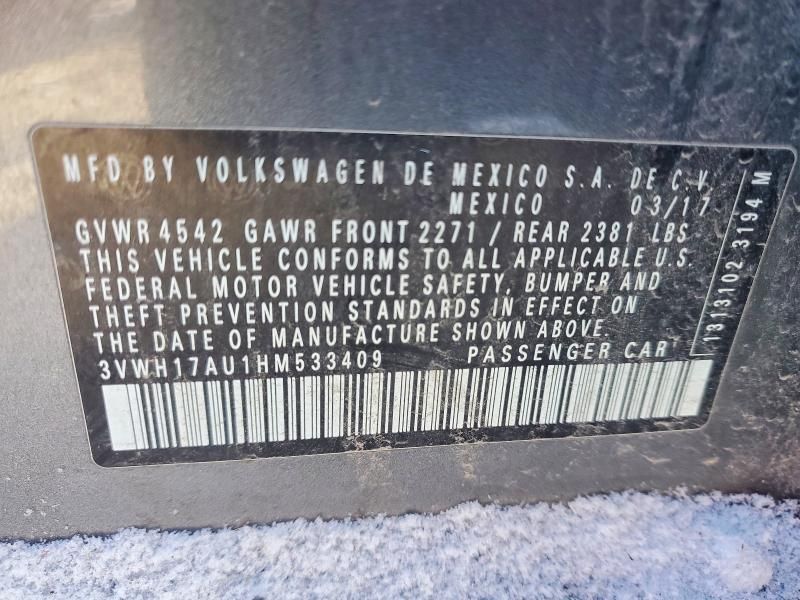 MFD BY VOLKSWAGEN DE MEXICO S.A. DE C.V.
MEXICO 03/17
GVWR 4542 GAWR FRONT 2271 / REAR 2381 LBS
THIS VEHICLE CONFORMS TO ALL APPLICABLE U.S.
FEDERAL MOTOR VEHICLE SAFETY, BUMPER AND
THEFT PREVENTION STANDARDS IN EFFECT ON
THE DATE OF MANUFACTURE SHOWN ABOVE.
3VWH17AU1HM533409 PASSENGER CAR
1313102 3194 M